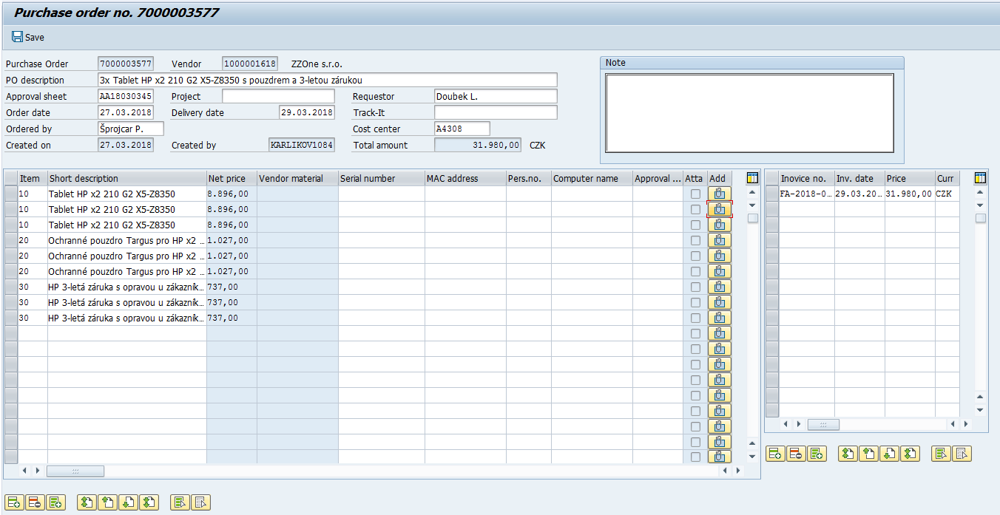 Purchase order no. 7000003577
Save
Purchase Order 7000003577 Vendor 1000001618 ZZOne s.r.o.
PO description 3x Tablet HP x2 210 G2 X5-Z8350 s pouzdrem a 3-letou zárukou
Approval sheet AA18030345 Project Requestor Doubek L.
Order date 27.03.2018 Delivery date 29.03.2018 Track-It
Ordered by Šprojcar P. Cost center A4308
Created on 27.03.2018 Created by KARLIKOV1084 Total amount 31.980,00 CZK
Note
Item Short description Net price Vendor material Serial number MAC address Pers.no. Computer name Approval ... Atta Add
10 Tablet HP x2 210 G2 X5-Z8350 8.896,00
10 Tablet HP x2 210 G2 X5-Z8350 8.896,00
10 Tablet HP x2 210 G2 X5-Z8350 8.896,00
20 Ochranné pouzdro Targus pro HP x2 ... 1.027,00
20 Ochranné pouzdro Targus pro HP x2 ... 1.027,00
20 Ochranné pouzdro Targus pro HP x2 ... 1.027,00
30 HP 3-letá záruka s opravou u zákazník... 737,00
30 HP 3-letá záruka s opravou u zákazník... 737,00
30 HP 3-letá záruka s opravou u zákazník... 737,00
Inovice no. Inv. date Price Curr
FA-2018-0... 29.03.20... 31.980,00 CZK